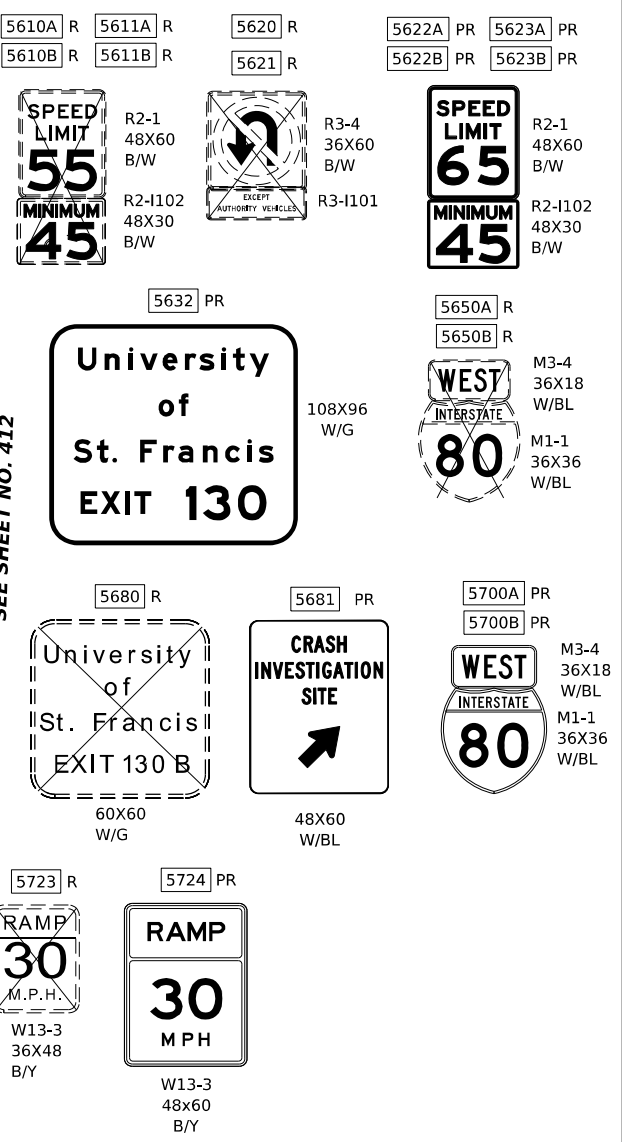 5610A R 5611A R
5610B R 5611B R
SPEED
LIMIT
55
MINIMUM
45
R2-1
48X60
B/W
R2-I102
48X30
B/W
5620 R
5621 R
EXCEPT
AUTHORITY VEHICLES
R3-4
36X60
B/W
R3-I101
5622A PR 5623A PR
5622B PR 5623B PR
SPEED
LIMIT
65
MINIMUM
45
R2-1
48X60
B/W
R2-I102
48X30
B/W
SEE SHEET NO. 412
5632 PR
University
of
St. Francis
EXIT 130
108X96
W/G
5650A R
5650B R
WEST
INTERSTATE
80
M3-4
36X18
W/BL
M1-1
36X36
W/BL
5680 R
University
of
St. Francis
EXIT 130 B
60X60
W/G
5681 PR
CRASH
INVESTIGATION
SITE
48X60
W/BL
5700A PR
5700B PR
WEST
INTERSTATE
80
M3-4
36X18
W/BL
M1-1
36X36
W/BL
5723 R
RAMP
30
M.P.H.
W13-3
36X48
B/Y
5724 PR
RAMP
30
MPH
W13-3
48x60
B/Y